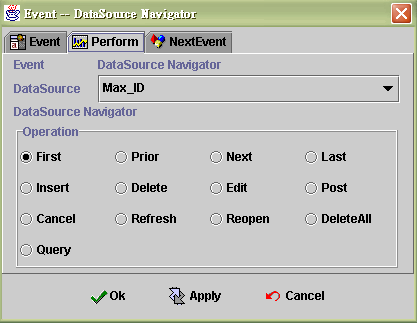 Event -- DataSource Navigator
Event Perform NextEvent
Event DataSource Navigator
DataSource Max_ID
DataSource Navigator
Operation
First Prior Next Last
Insert Delete Edit Post
Cancel Refresh Reopen DeleteAll
Query
Ok Apply Cancel